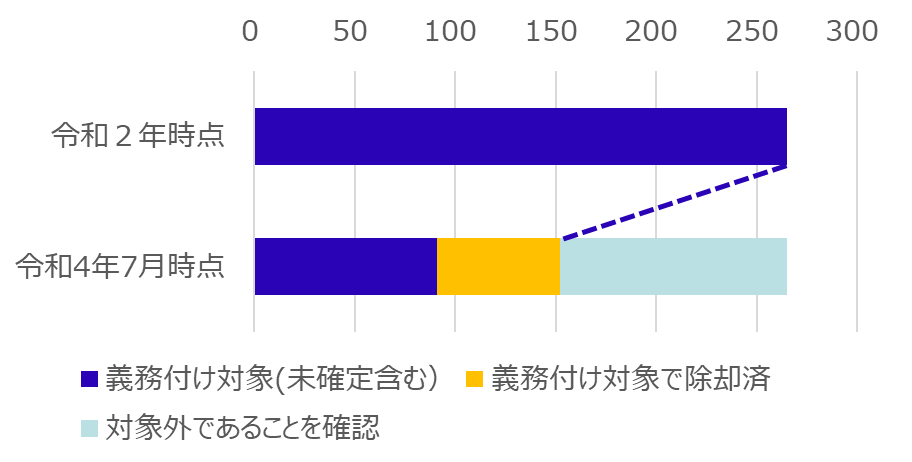 0 50 100 150 200 250 300
令和２年時点
令和4年7月時点
義務付け対象(未確定含む） 義務付け対象で除却済
対象外であることを確認